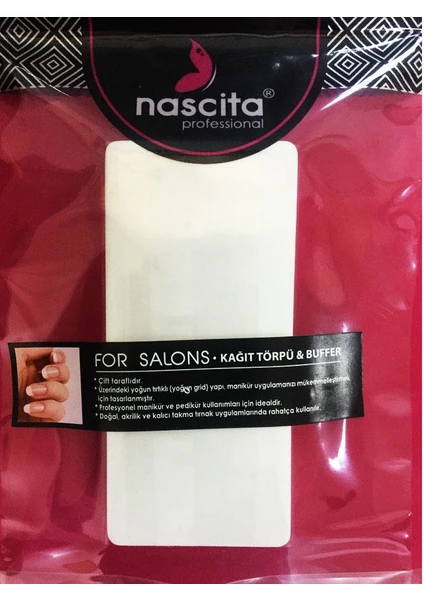 nascita®
professional
FOR SALONS • KAĞIT TÖRPÜ & BUFFER
* Çift taraflıdır.
* Üzerindeki yoğun tırtıklı (yoğun grid) yapı, manikür uygulamanızı mükemmelleştirmek
için tasarlanmıştır.
* Profesyonel manikür ve pedikür kullanımları için idealdir.
* Doğal, akrilik ve kalıcı takma tırnak uygulamlarında rahatça kullanılır.